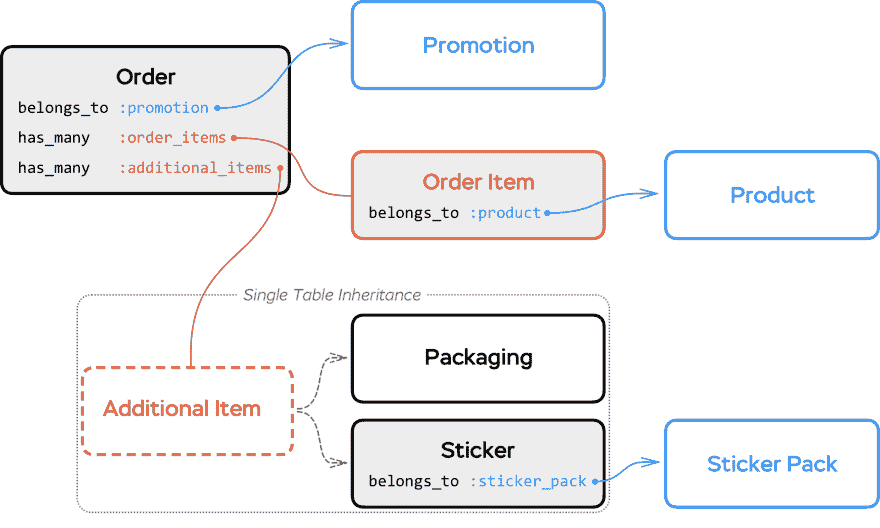 Promotion
Order
belongs_to :promotion
has_many :order_items
has_many :additional_items
Order Item
belongs_to :product
Product
Single Table Inheritance
Packaging
Additional Item
Sticker
belongs_to :sticker_pack
Sticker Pack